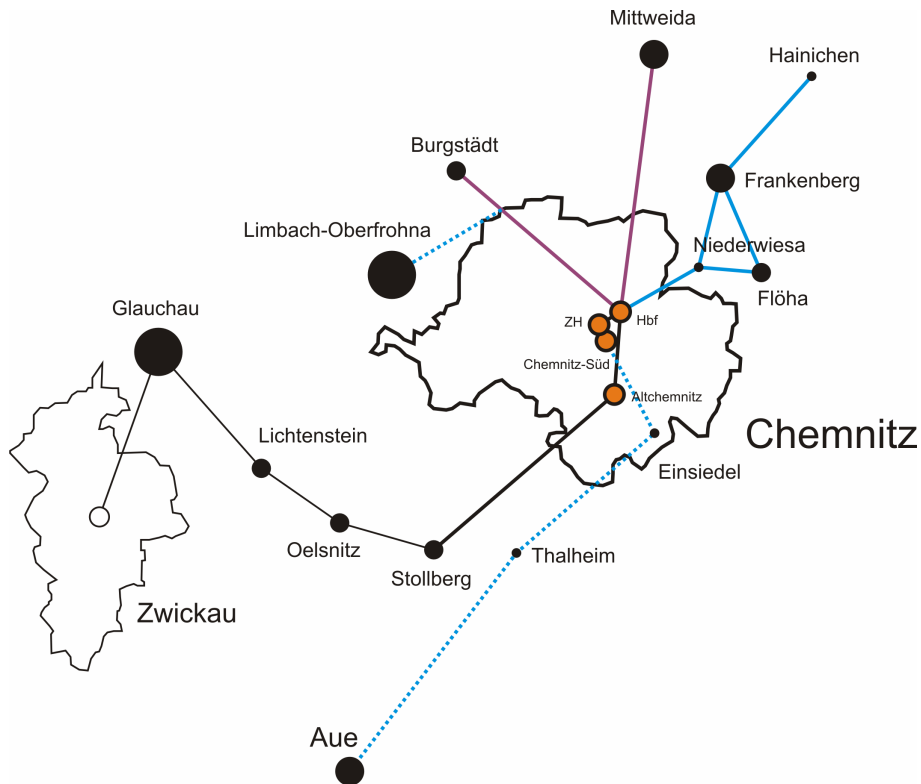 Mittweida
Hainichen
Burgstädt
Frankenberg
Limbach-Oberfrohna
Niederwiesa
Flöha
Glauchau
ZH
Hbf
Chemnitz-Süd
Altchemnitz
Lichtenstein
Chemnitz
Einsiedel
Oelsnitz
Thalheim
Stollberg
Zwickau
Aue